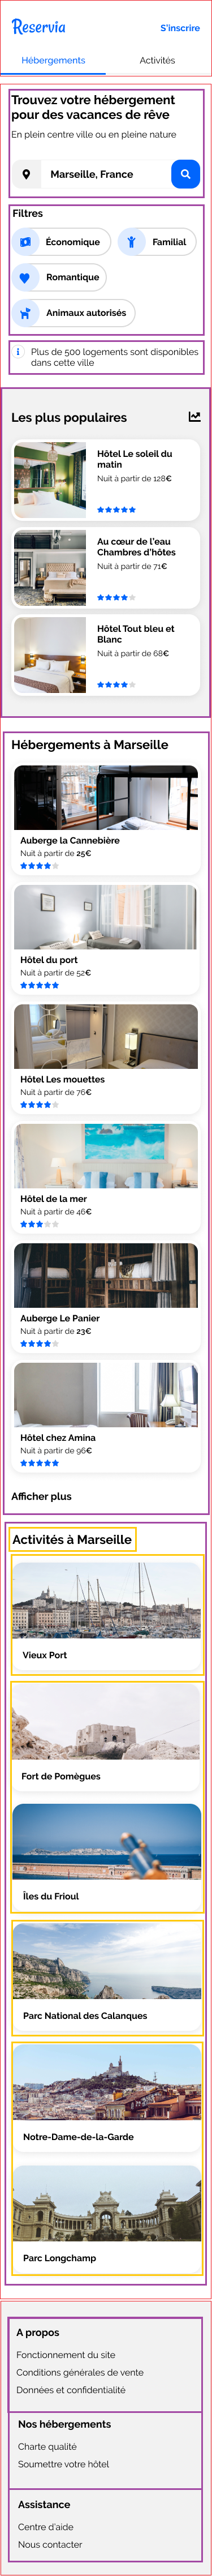 Reservia
S'inscrire
Hébergements
Activités
Trouvez votre hébergement
pour des vacances de rêve
En plein centre ville ou en pleine nature
Marseille, France
Filtres
Économique
Familial
Romantique
Animaux autorisés
Plus de 500 logements sont disponibles
dans cette ville
Les plus populaires
Hôtel Le soleil du
matin
Nuit à partir de 128€
Au cœur de l'eau
Chambres d'hôtes
Nuit à partir de 71€
Hôtel Tout bleu et
Blanc
Nuit à partir de 68€
Hébergements à Marseille
Auberge la Cannebière
Nuit à partir de 25€
Hôtel du port
Nuit à partir de 52€
Hôtel Les mouettes
Nuit à partir de 76€
Hôtel de la mer
Nuit à partir de 46€
Auberge Le Panier
Nuit à partir de 23€
Hôtel chez Amina
Nuit à partir de 96€
Afficher plus
Activités à Marseille
Vieux Port
Fort de Pomègues
Îles du Frioul
Parc National des Calanques
Notre-Dame-de-la-Garde
Parc Longchamp
A propos
Fonctionnement du site
Conditions générales de vente
Données et confidentialité
Nos hébergements
Charte qualité
Soumettre votre hôtel
Assistance
Centre d'aide
Nous contacter